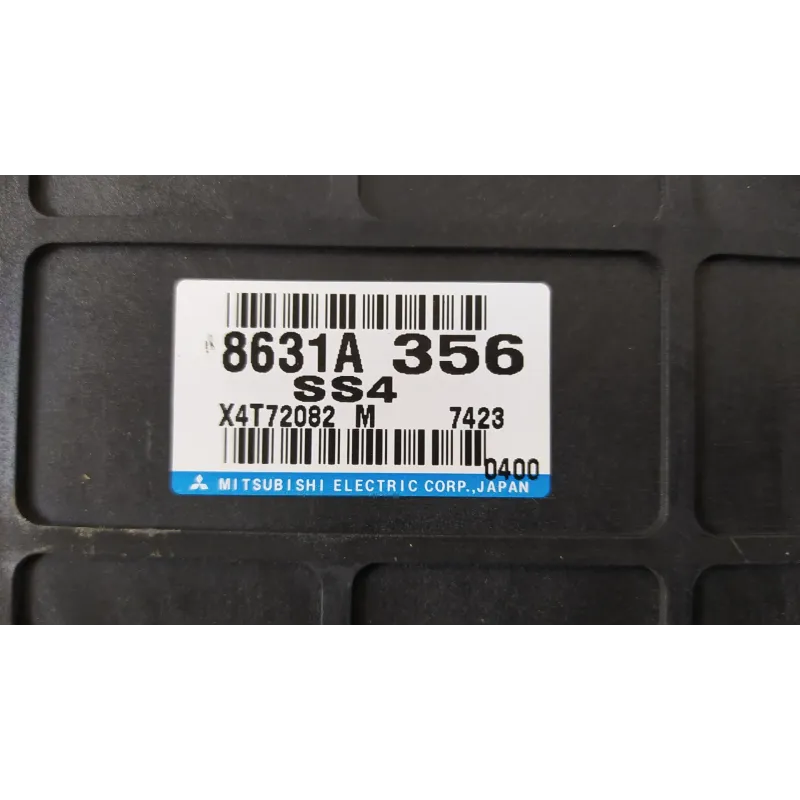 8631A 356
SS4
X4T72082 M 7423
0400
MITSUBISHI ELECTRIC CORP.,JAPAN